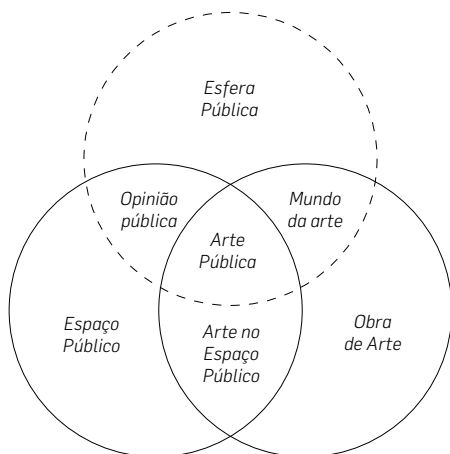 Esfera
Pública
Opinião
pública
Mundo
da arte
Arte
Pública
Espaço
Público
Arte no
Espaço
Público
Obra
de Arte